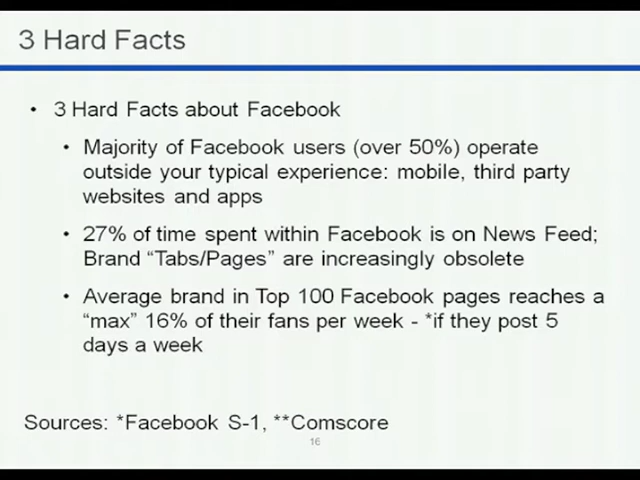 3 Hard Facts
• 3 Hard Facts about Facebook
• Majority of Facebook users (over 50%) operate
outside your typical experience: mobile, third party
websites and apps
• 27% of time spent within Facebook is on News Feed;
Brand “Tabs/Pages” are increasingly obsolete
• Average brand in Top 100 Facebook pages reaches a
“max” 16% of their fans per week - *if they post 5
days a week
Sources: *Facebook S-1, **Comscore
16